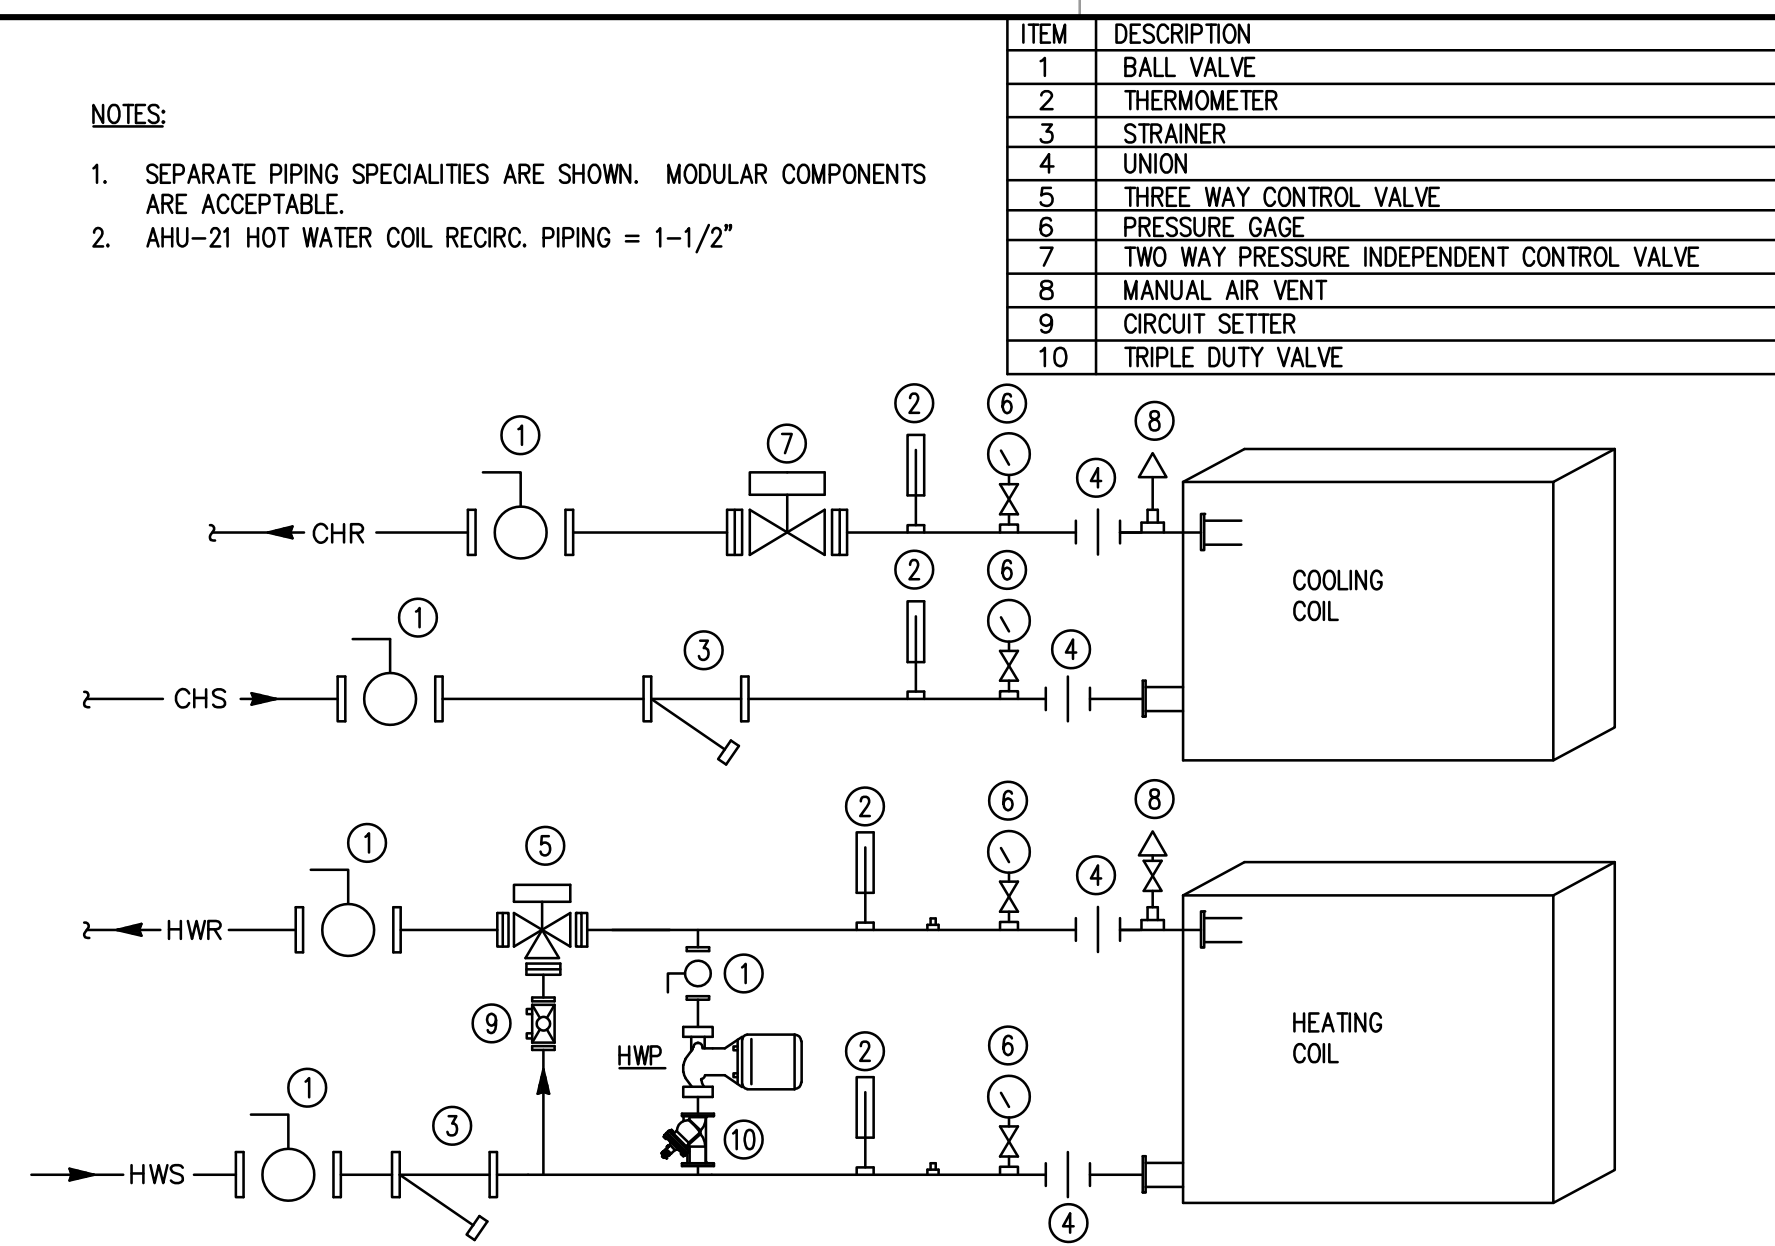 ITEM DESCRIPTION
1 BALL VALVE
2 THERMOMETER
3 STRAINER
4 UNION
5 THREE WAY CONTROL VALVE
6 PRESSURE GAGE
7 TWO WAY PRESSURE INDEPENDENT CONTROL VALVE
8 MANUAL AIR VENT
9 CIRCUIT SETTER
10 TRIPLE DUTY VALVE
NOTES:
1. SEPARATE PIPING SPECIALITIES ARE SHOWN. MODULAR COMPONENTS
ARE ACCEPTABLE.
2. AHU-21 HOT WATER COIL RECIRC. PIPING = 1-1/2"
1 7 2 6 4 8
CHR
COOLING
COIL
1 3 2 6 4
CHS
1 5 2 6 4 8
HWR
1
9
HWP
HEATING
COIL
1 3 10 2 6
HWS
4